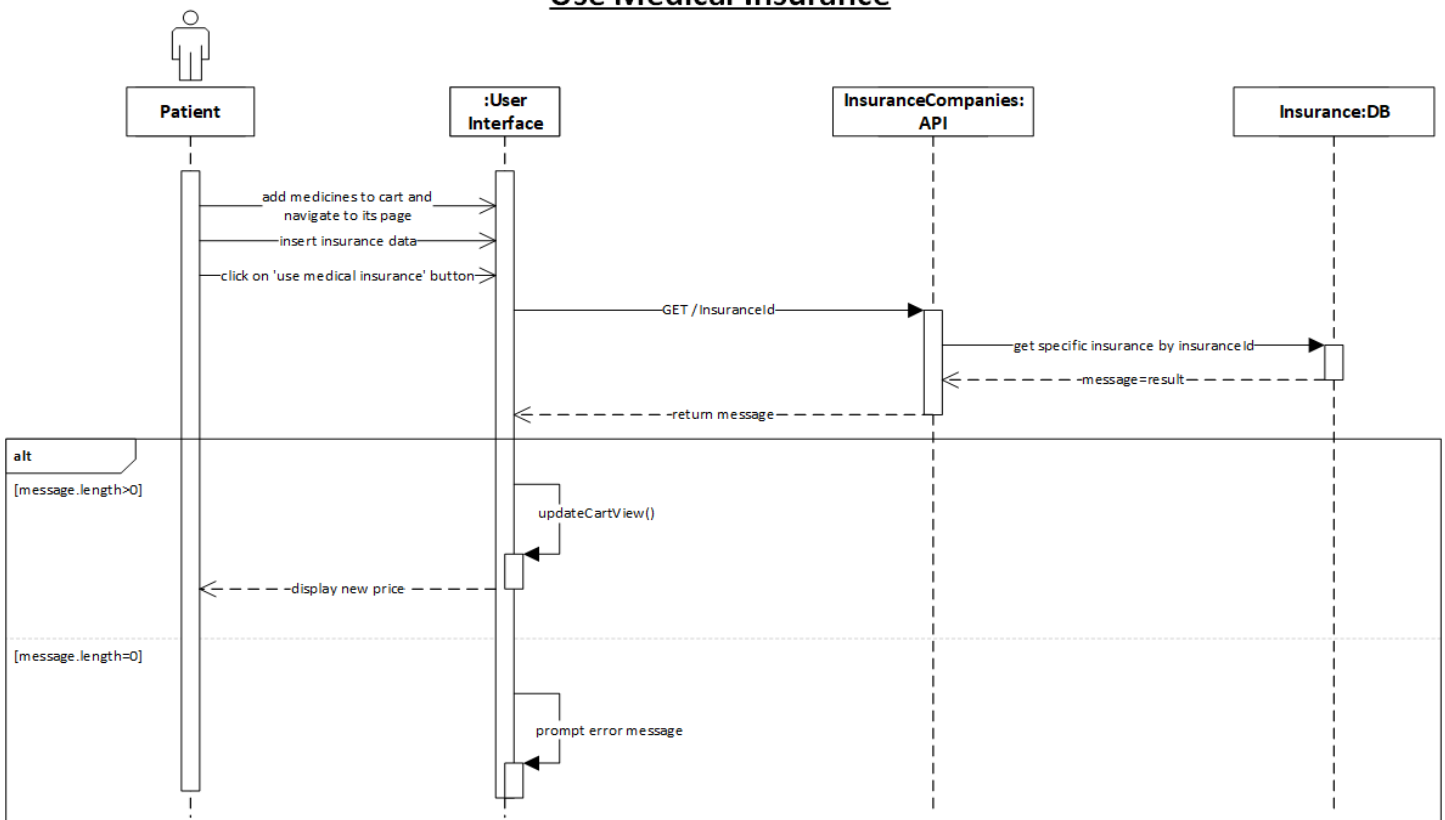 Use Medical Insurance
Patient
:User
Interface
InsuranceCompanies:
API
Insurance:DB
add medicines to cart and
navigate to its page
insert insurance data
click on 'use medical insurance' button
GET /InsuranceId
get specific insurance by insuranceId
message=result
return message
alt
[message.length>0]
updateCartView()
display new price
[message.length=0]
prompt error message